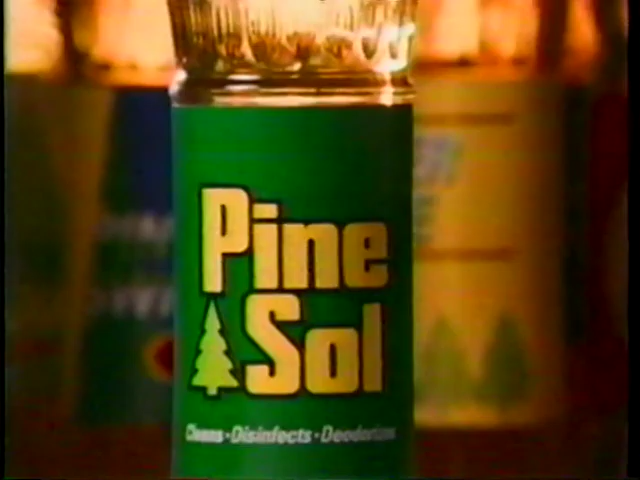 Pine
Sol
Cleans • Disinfects • Deodorizes